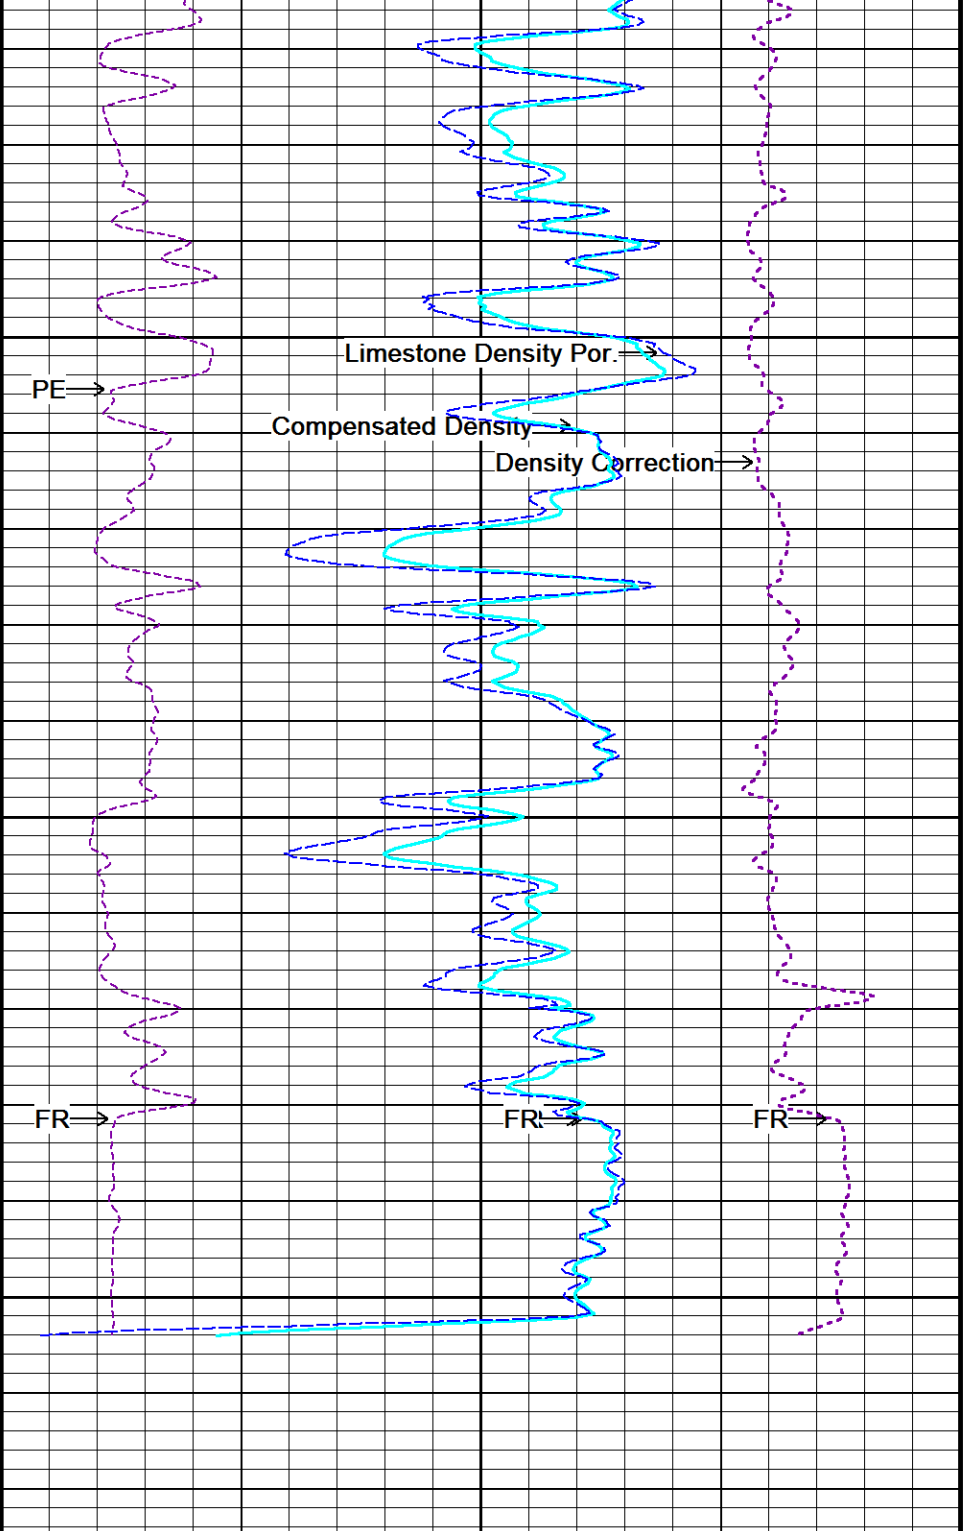 Limestone Density Por.
PE
Compensated Density
Density Correction
FR
FR
FR